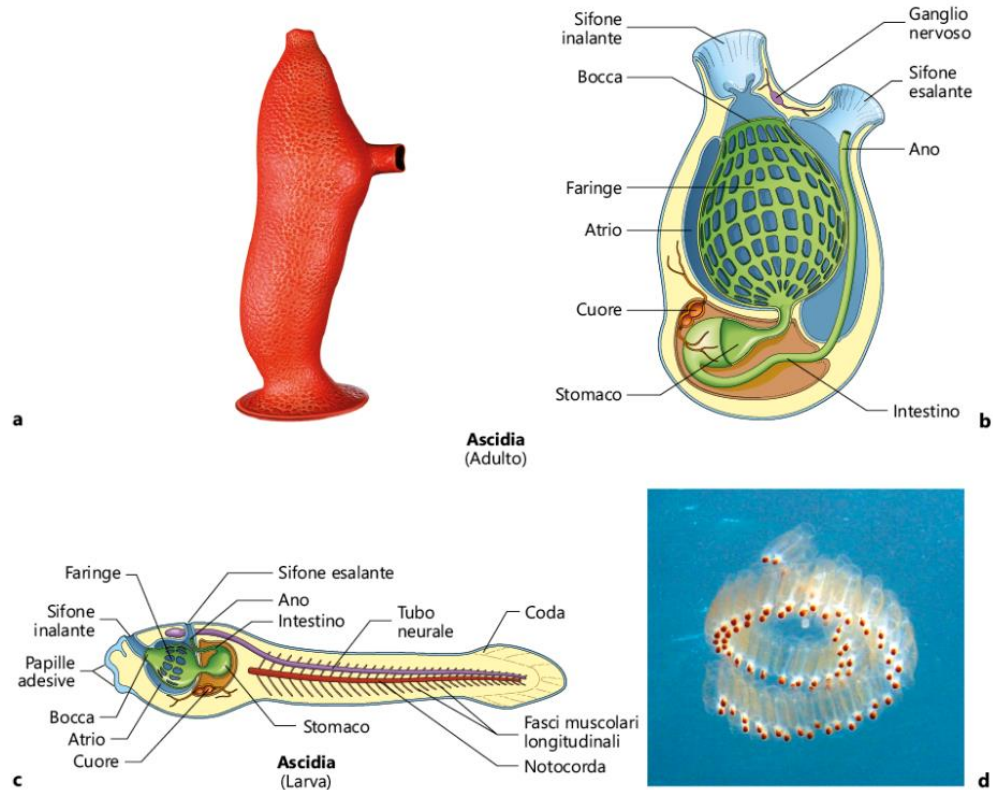 Sifone
inalante
Bocca
Faringe
Atrio
Cuore
Stomaco
Ganglio
nervoso
Sifone
esalante
Ano
Intestino
a
b
Ascidia
(Adulto)
Faringe
Sifone
inalante
Papille
adesive
Bocca
Atrio
Cuore
Sifone esalante
Ano
Intestino
Tubo
neurale
Coda
Stomaco
Fasci muscolari
longitudinali
Notocorda
Ascidia
(Larva)
c
d